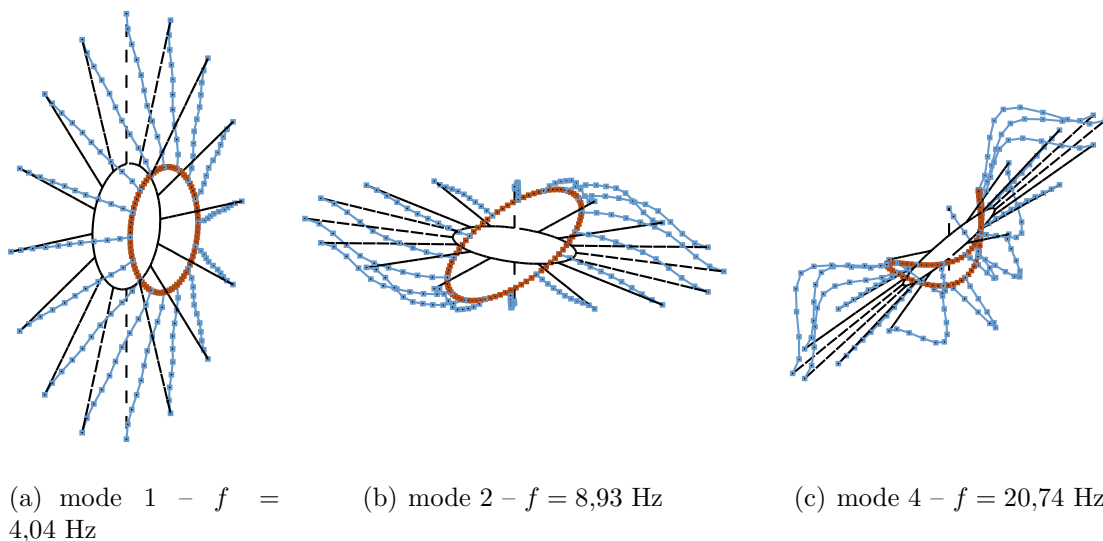 (a) mode 1 – f = 4,04 Hz
(b) mode 2 – f = 8,93 Hz
(c) mode 4 – f = 20,74 Hz